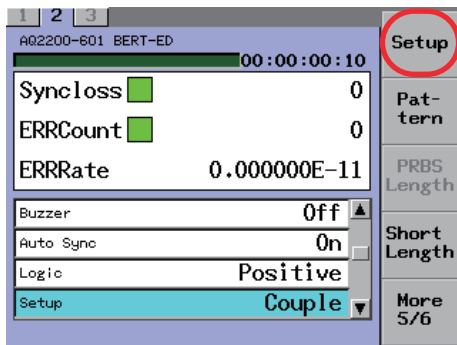 1 2 3
AQ2200-601 BERT-ED
00:00:00:10
Syncloss 0
ERRCount 0
ERRRate 0.000000E-11
Buzzer Off
Auto Sync On
Logic Positive
Setup Couple
Setup
Pat-
tern
PRBS
Length
Short
Length
More
5/6